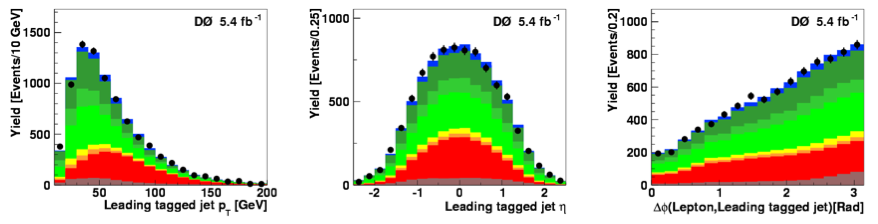 DØ 5.4 fb⁻¹
Yield [Events/10 GeV]
1500
1000
500
0
50 100 150 200
Leading tagged jet p_T [GeV]
DØ 5.4 fb⁻¹
Yield [Events/0.25]
500
0
-2 -1 0 1 2
Leading tagged jet η
DØ 5.4 fb⁻¹
Yield [Events/0.2]
1000
800
600
400
200
0
0 1 2 3
Δϕ(Lepton,Leading tagged jet)[Rad]